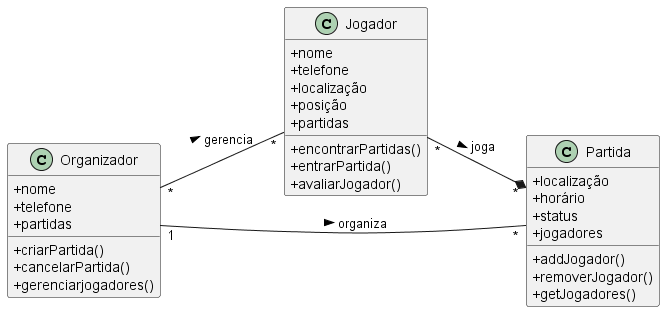 C Jogador
+nome
+telefone
+localização
+posição
+partidas
+encontrarPartidas()
+entrarPartida()
+avaliarJogador()
C Organizador
+nome
+telefone
+partidas
+criarPartida()
+cancelarPartida()
+gerenciarjogadores()
C Partida
+localização
+horário
+status
+jogadores
+addJogador()
+removerJogador()
+getJogadores()
gerencia
*
*
joga
*
*
organiza
1
*